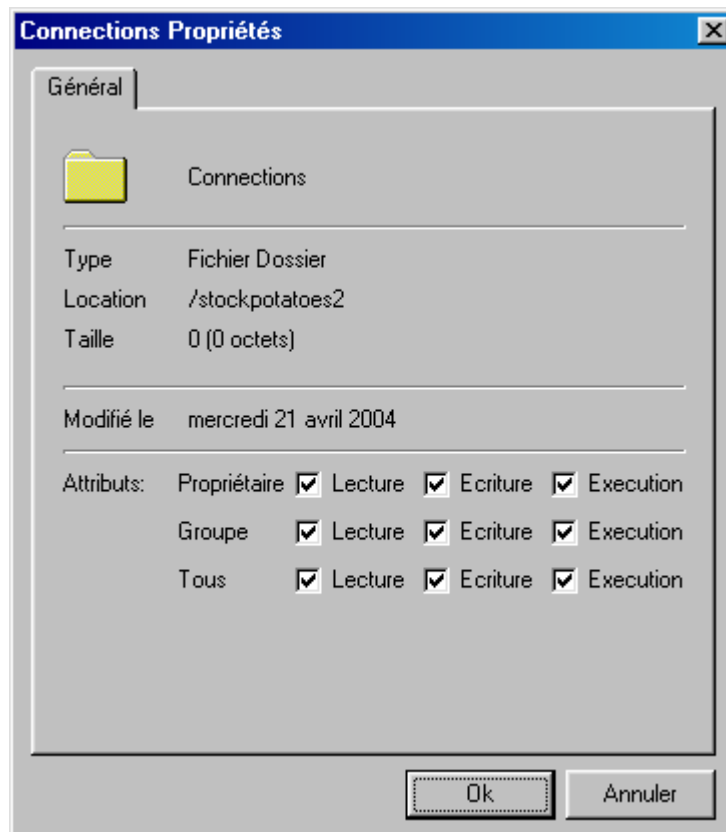 Connections Propriétés
Général
Connections
Type Fichier Dossier
Location /stockpotatoes2
Taille 0 (0 octets)
Modifié le mercredi 21 avril 2004
Attributs: Propriétaire Lecture Ecriture Execution
Groupe Lecture Ecriture Execution
Tous Lecture Ecriture Execution
Ok Annuler